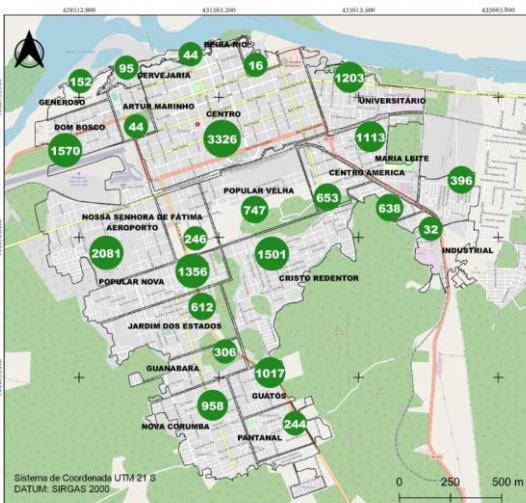 429512.900 431563.200 433613.500 435663.800
BEIRA RIO
44
16
95
CERVEJARIA
1203
152
GENEROSO
UNIVERSITÁRIO
ARTUR MARINHO
CENTRO
44
DOM BOSCO
3326
1113
1570
MARIA LEITE
CENTRO AMERICA
396
POPULAR VELHA
653
747
638
NOSSA SENHORA DE FÁTIMA
AEROPORTO
246
32
2081
1501
INDUSTRIAL
1356
POPULAR NOVA
CRISTO REDENTOR
612
JARDIM DOS ESTADOS
306
GUANABARA
1017
GUATÓS
958
244
NOVA CORUMBA
PANTANAL
Sistema de Coordenada UTM 21 S
DATUM: SIRGAS 2000
0 250 500 m